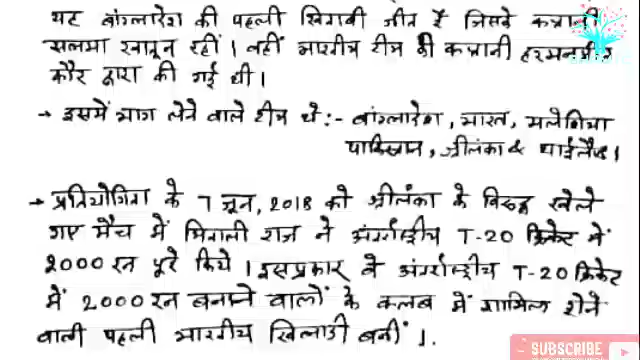 यह बांग्लादेश की पहली खिताबी जीत है जिसके कप्तानी
सलमा खातून रहीं। वहीं भारतीय टीम की कप्तानी हरमनप्रीत
कौर द्वारा की गई थी।
→ इसमें भाग लेने वाले टीम थे:- बांग्लादेश, भारत, मलेशिया
पाकिस्तान, श्रीलंका & थाईलैण्ड।
→ प्रतियोगिता के 7 जून, 2018 को श्रीलंका के विरुद्ध खेले
गए मैच में मिताली राज ने अंतर्राष्ट्रीय T-20 क्रिकेट में
2000 रन पूरे किये। इसप्रकार वे अंतर्राष्ट्रीय T-20 क्रिकेट
में 2000 रन बनाने वालों के क्लब में शामिल होने
वाली पहली भारतीय खिलाडी बनीं।
SUBSCRIBE